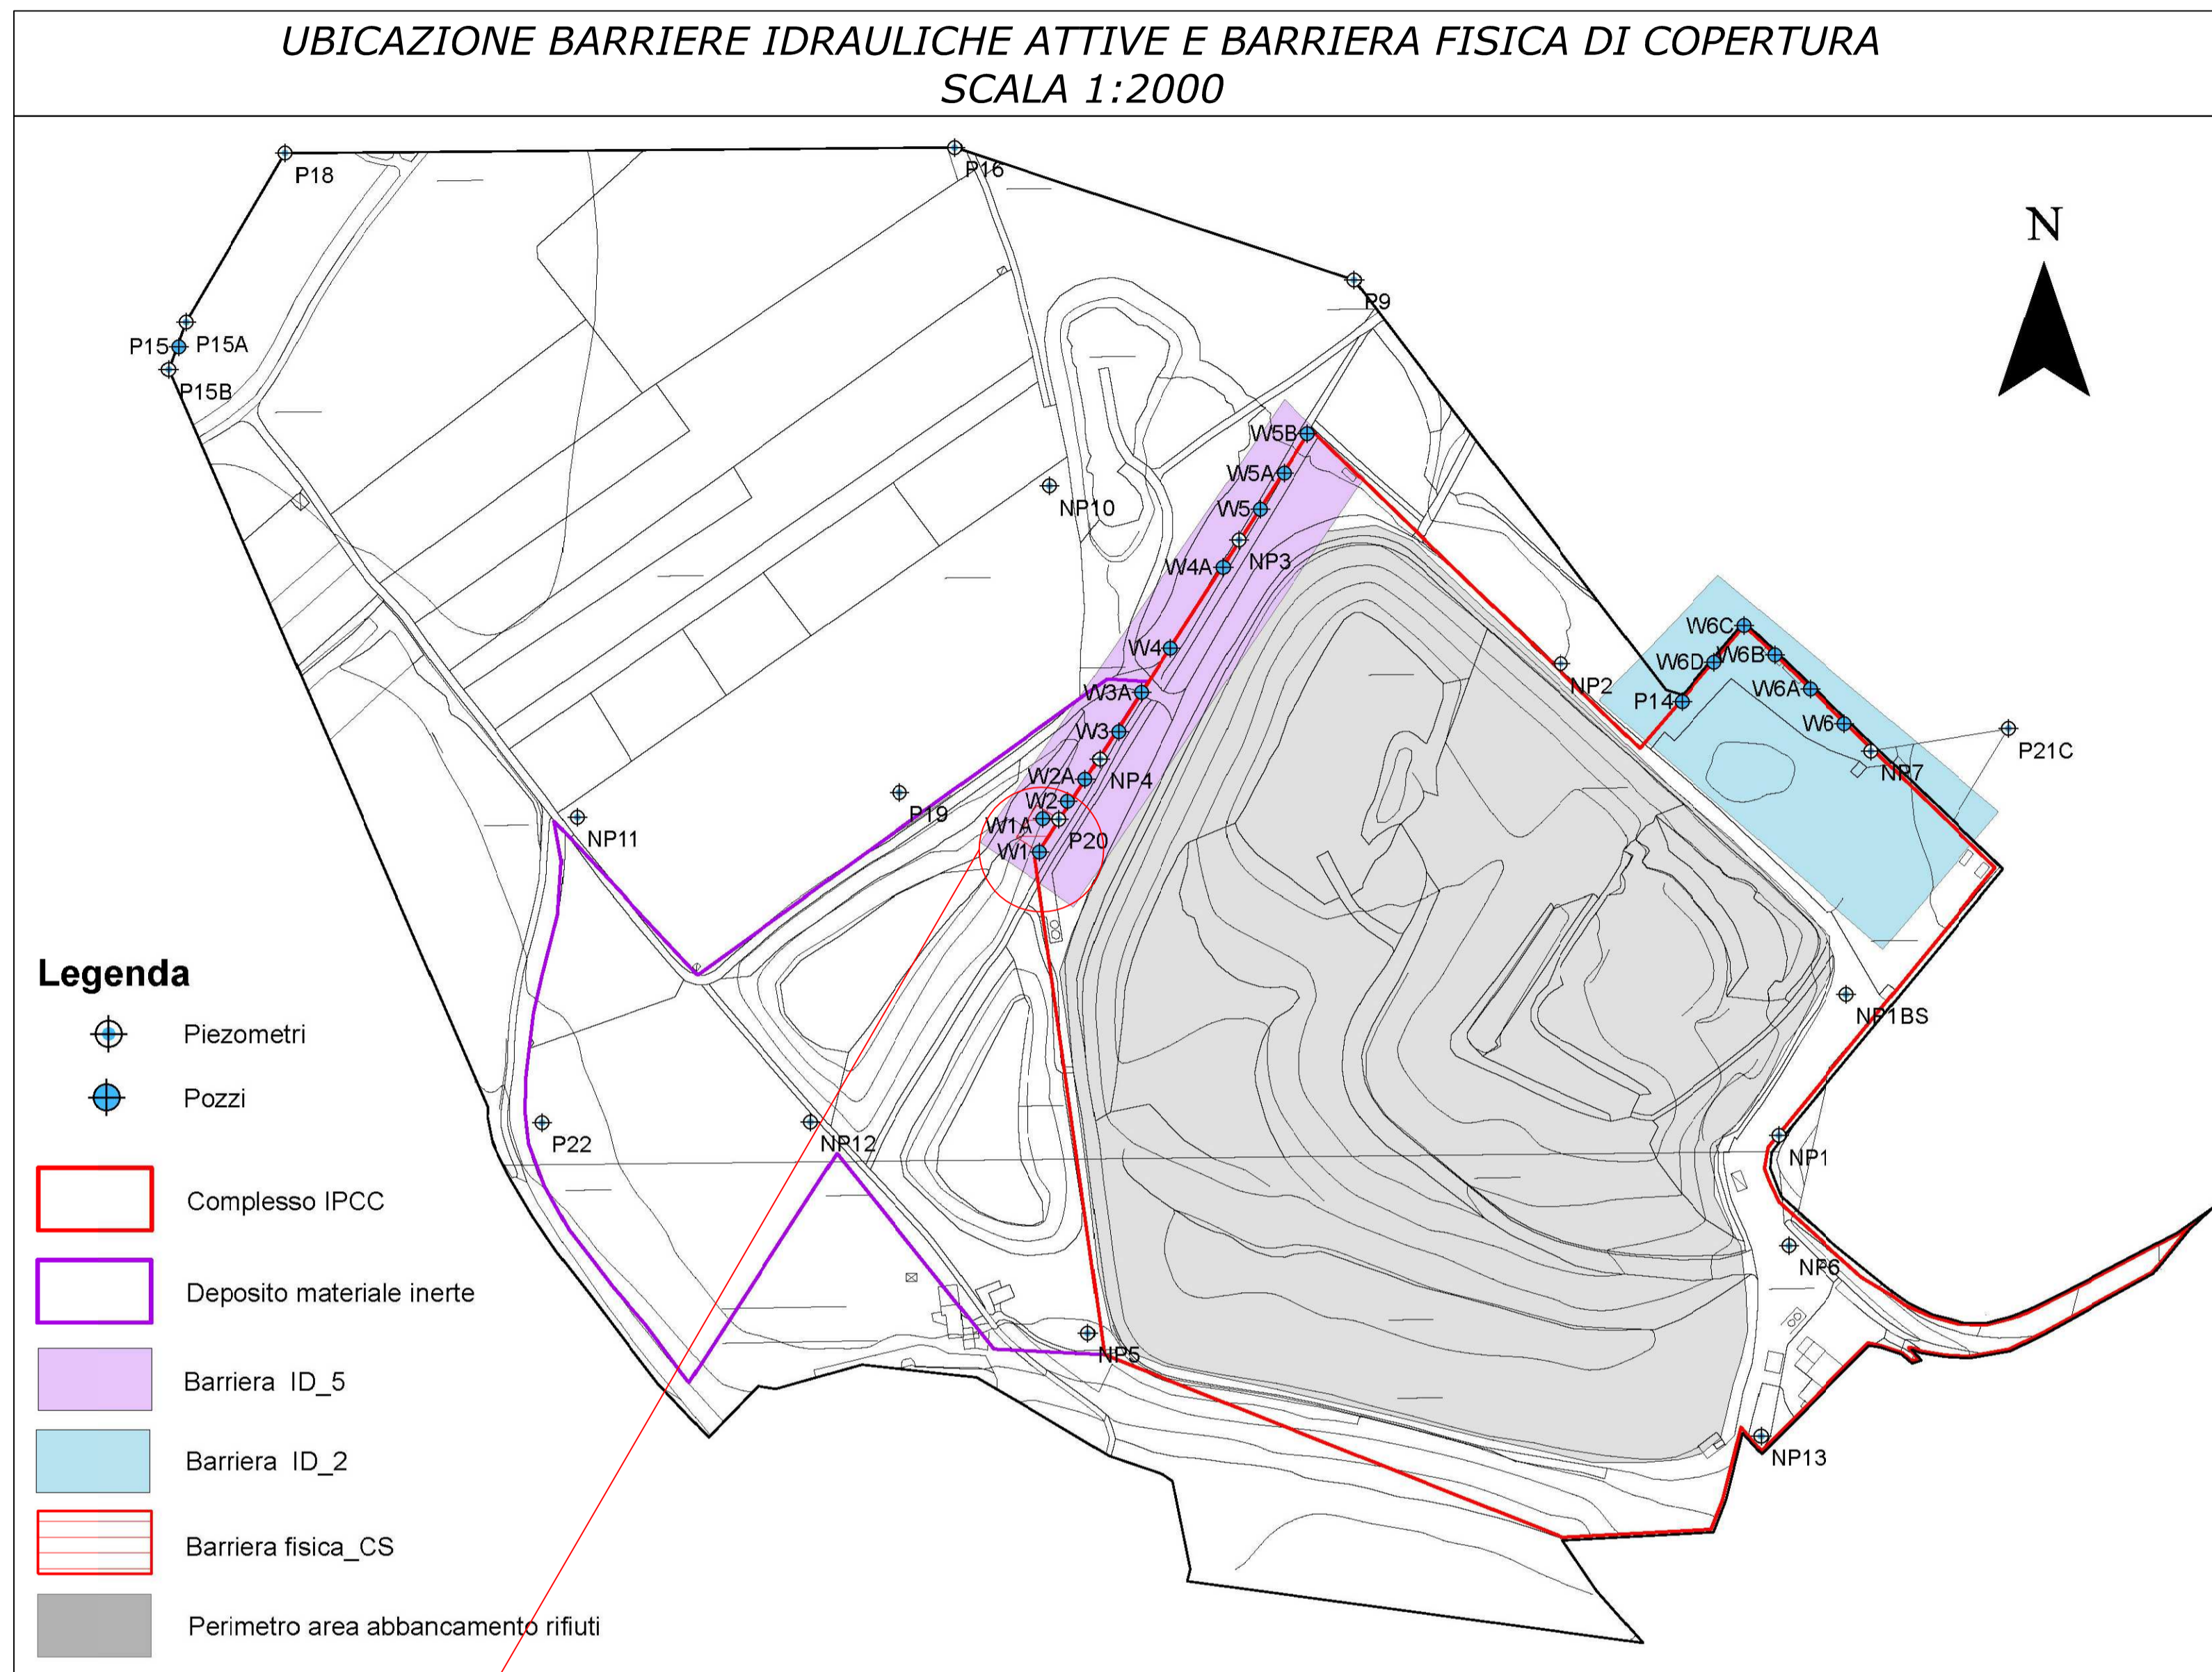 UBICAZIONE BARRIERE IDRAULICHE ATTIVE E BARRIERA FISICA DI COPERTURA
SCALA 1:2000
P18
P16
N
P9
P15
P15A
P15B
W5B
W5A
NP10
W5
W4A
NP3
W6C
W4
W6D
W6B
NP2
W3A
W6A
P14
W6
W3
P21C
NP7
W2A
NP4
W2
P19
W1A
NP11
P20
W1
Legenda
NP1BS
Piezometri
Pozzi
P22
NP12
NP1
Complesso IPCC
NP6
Deposito materiale inerte
NP5
Barriera ID_5
NP13
Barriera ID_2
Barriera fisica_CS
Perimetro area abbancamento rifiuti